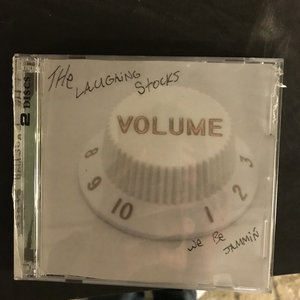 THE LAUGHING STOCKS
2 DISCS
VOLUME
8 9 10 1 2 3
WE BE JAMMIN